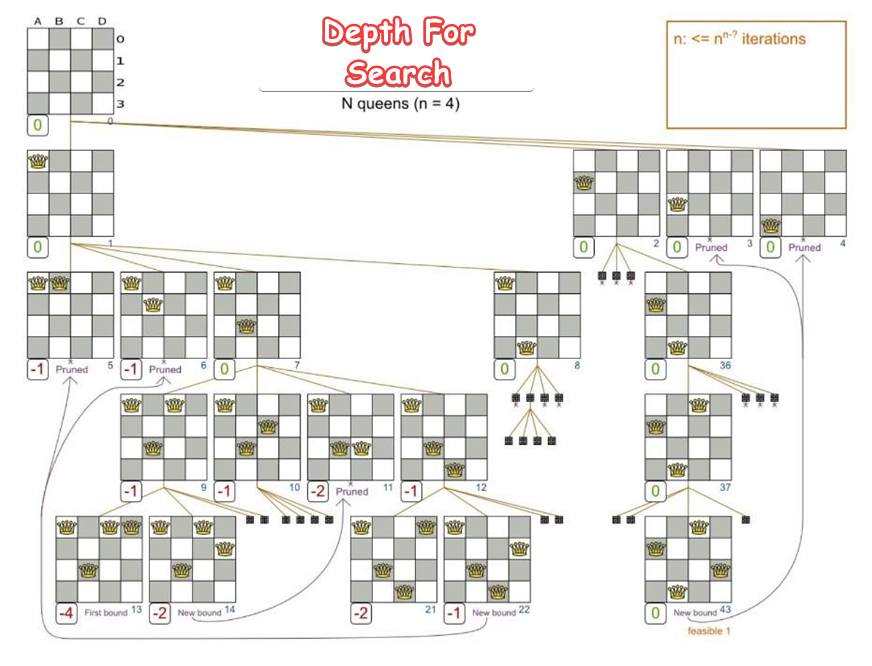 Depth For
Search
N queens (n = 4)
n: <= n^n-? iterations
A B C D
0
1
2
3
0 0
0 1
0 2
0 Pruned 3
0 Pruned 4
-1 Pruned 5
-1 Pruned 6
0 7
0 8
0 36
-1 9
-1 10
-2 Pruned 11
-1 12
0 37
-4 First bound 13
-2 New bound 14
-2 21
-1 New bound 22
0 New bound 43
feasible 1